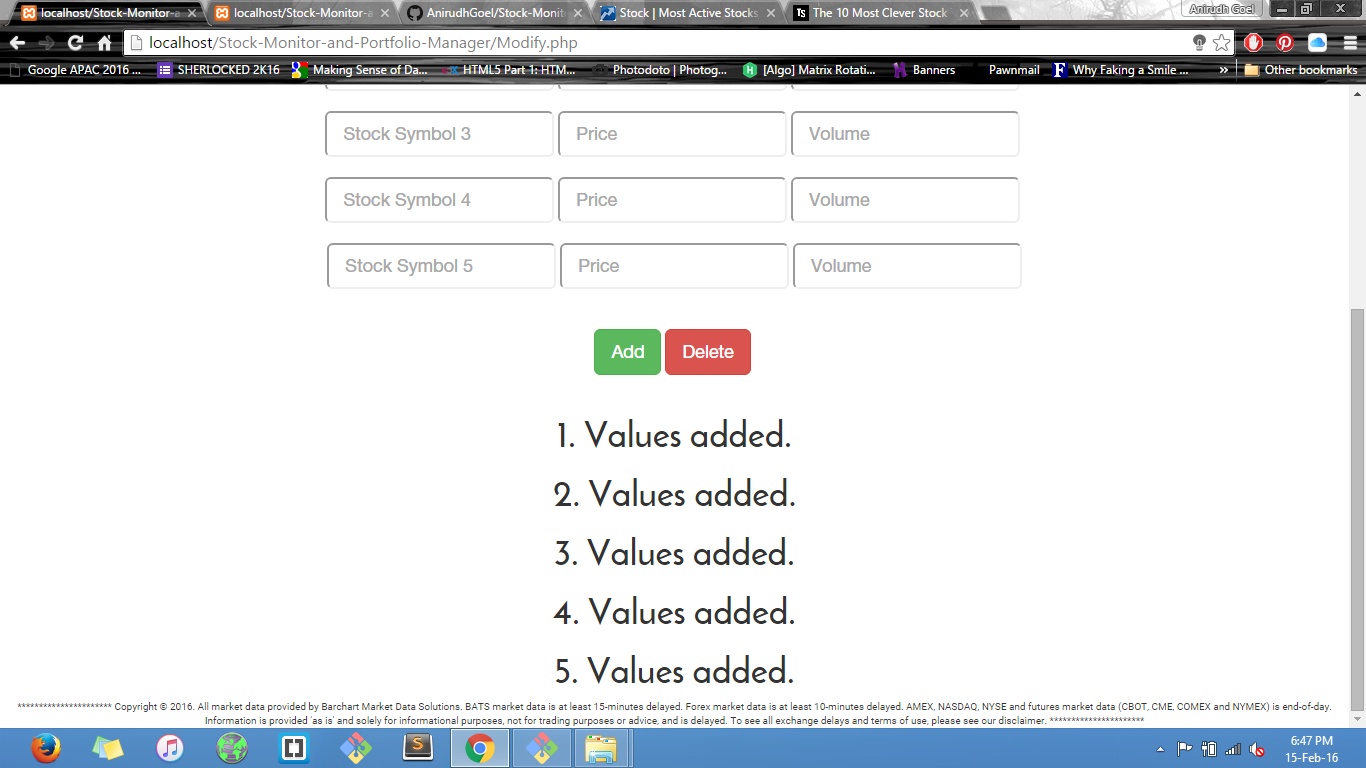 localhost/Stock-Monitor-a
localhost/Stock-Monitor-a
AnirudhGoel/Stock-Monit
Stock | Most Active Stocks
The 10 Most Clever Stock
Anirudh Goel
localhost/Stock-Monitor-and-Portfolio-Manager/Modify.php
Google APAC 2016 ...
SHERLOCKED 2K16
Making Sense of Da...
HTML5 Part 1: HTM...
Photodoto | Photog...
[Algo] Matrix Rotati...
Banners
Pawnmail
Why Faking a Smile ...
»
Other bookmarks
Stock Symbol 3 Price Volume
Stock Symbol 4 Price Volume
Stock Symbol 5 Price Volume
Add Delete
1. Values added.
2. Values added.
3. Values added.
4. Values added.
5. Values added.
********************** Copyright © 2016. All market data provided by Barchart Market Data Solutions. BATS market data is at least 15-minutes delayed. Forex market data is at least 10-minutes delayed. AMEX, NASDAQ, NYSE and futures market data (CBOT, CME, COMEX and NYMEX) is end-of-day.
Information is provided 'as is' and solely for informational purposes, not for trading purposes or advice, and is delayed. To see all exchange delays and terms of use, please see our disclaimer. **********************
6:47 PM
15-Feb-16